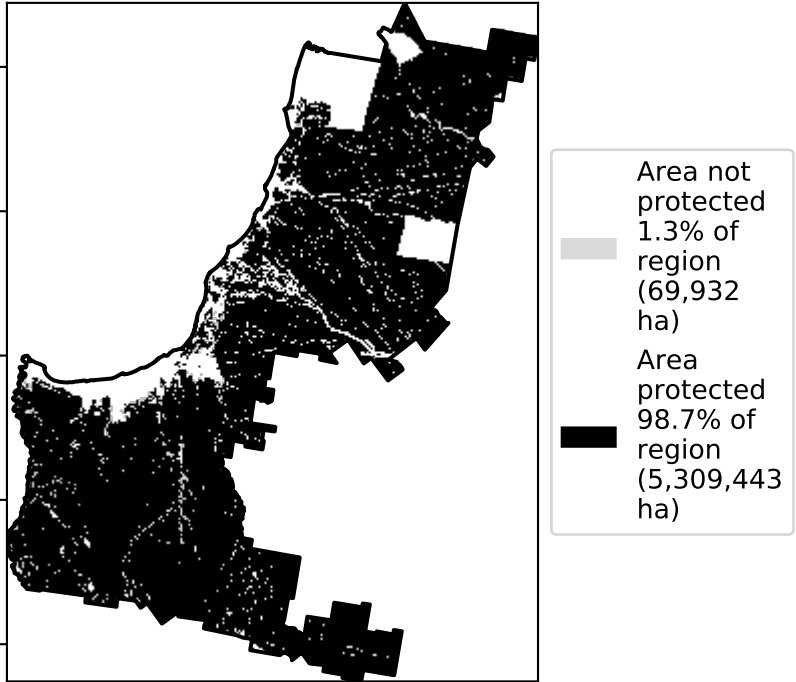 Area not
protected
1.3% of
region
(69,932
ha)
Area
protected
98.7% of
region
(5,309,443
ha)